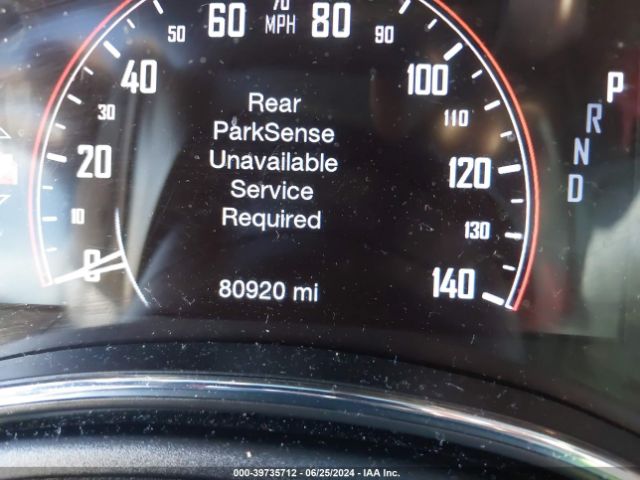 70
60 MPH 80
50
90
40
100
P
Rear
30
ParkSense
110
R
Unavailable
20
120
N
Service
D
10
Required
130
0
80920 mi
140
000-39735712 - 06/25/2024 - IAA Inc.